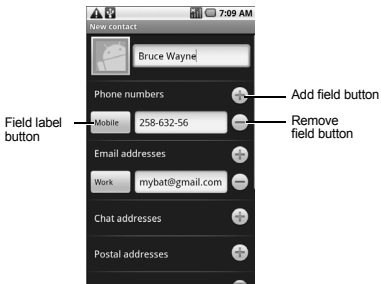 7:09 AM
New contact
Bruce Wayne
Phone numbers
Add field button
Field label button
Mobile
258-632-56
Remove field button
Email addresses
Work
mybat@gmail.com
Chat addresses
Postal addresses